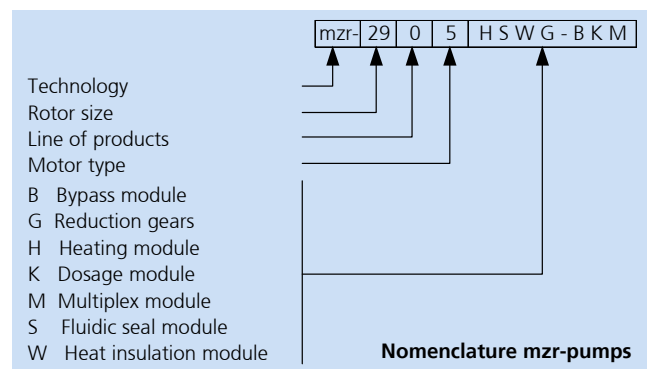 mzr- 29 0 5 H S W G - B K M
Technology
Rotor size
Line of products
Motor type
B Bypass module
G Reduction gears
H Heating module
K Dosage module
M Multiplex module
S Fluidic seal module
W Heat insulation module
Nomenclature mzr-pumps